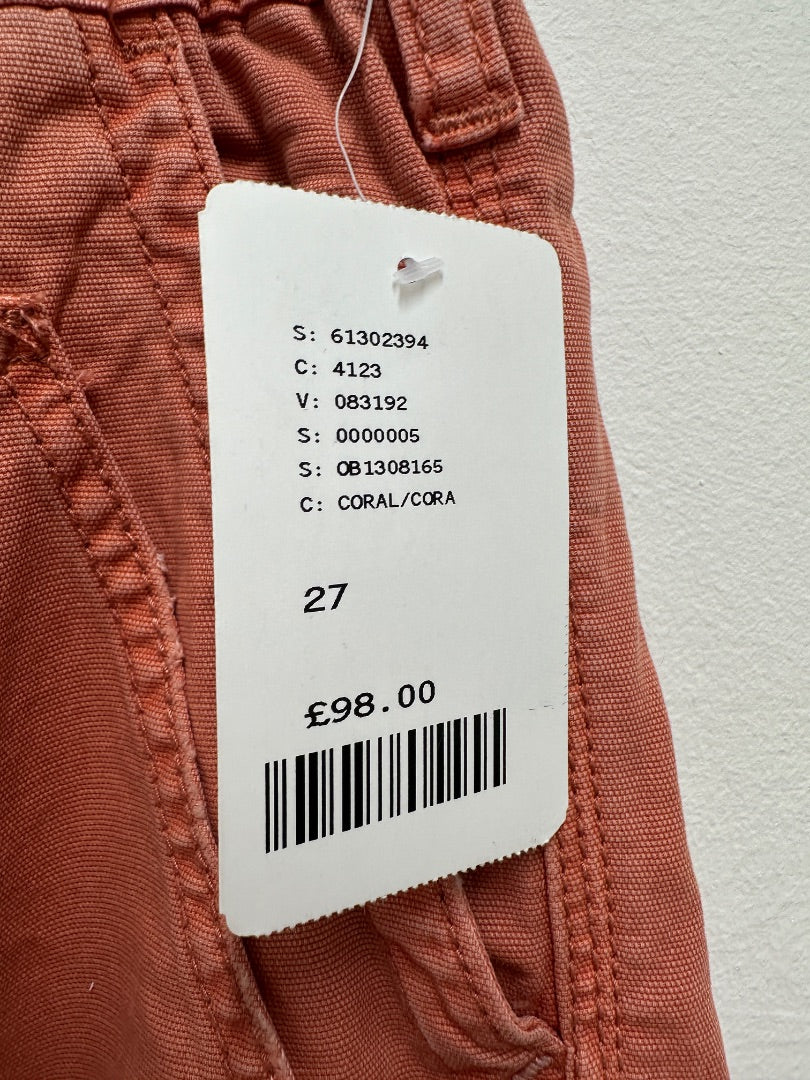 S: 61302394
C: 4123
V: 083192
S: 0000005
S: OB1308165
C: CORAL/CORA
27
£98.00